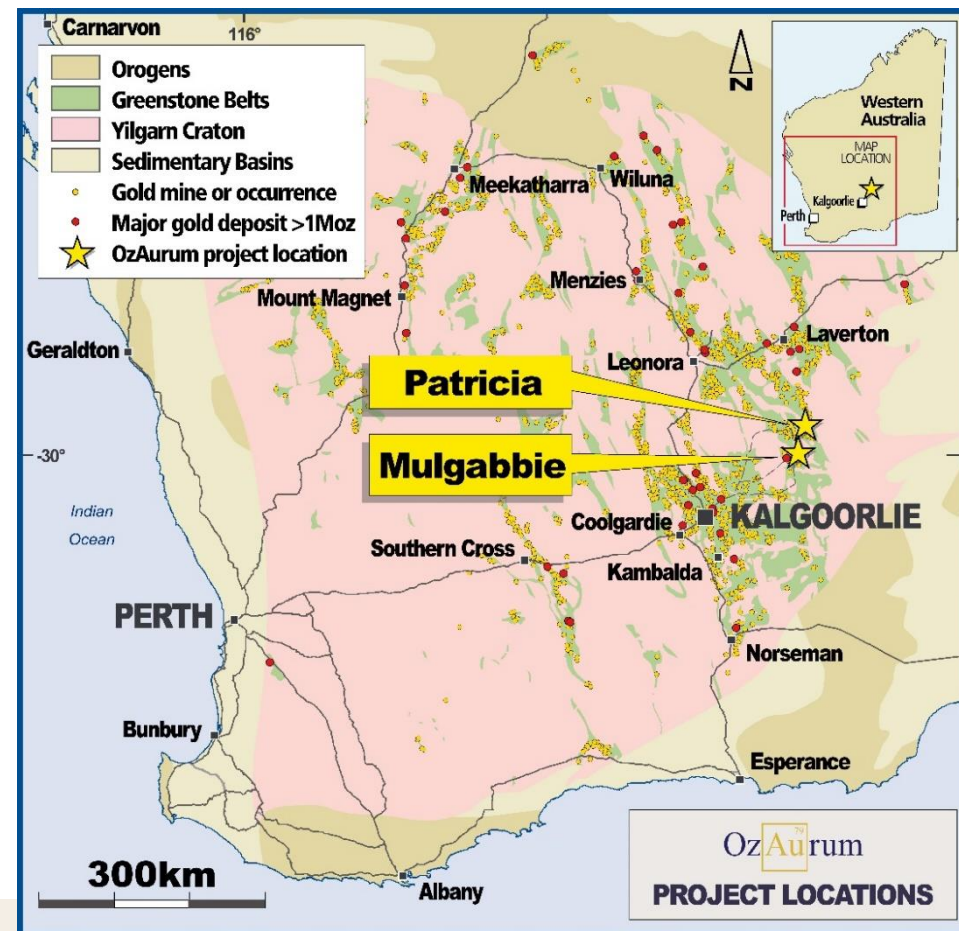 Carnarvon
116°
Orogens
Greenstone Belts
Yilgarn Craton
Sedimentary Basins
Gold mine or occurrence
Major gold deposit >1Moz
OzAurum project location
N
Western
Australia
MAP
LOCATION
Kalgoorlie
Perth
Meekatharra
Wiluna
Mount Magnet
Menzies
Geraldton
Laverton
Leonora
Patricia
-30°
Mulgabbie
Indian
Ocean
Coolgardie
KALGOORLIE
Southern Cross
Kambalda
PERTH
Norseman
Bunbury
Esperance
300km
Albany
79
OzAurum
PROJECT LOCATIONS